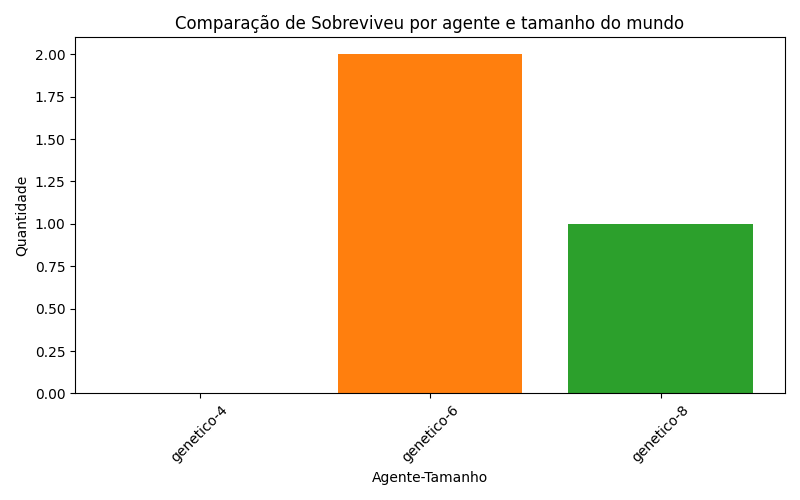 Comparação de Sobreviveu por agente e tamanho do mundo
Quantidade
2.00
1.75
1.50
1.25
1.00
0.75
0.50
0.25
0.00
genetico-4
genetico-6
genetico-8
Agente-Tamanho